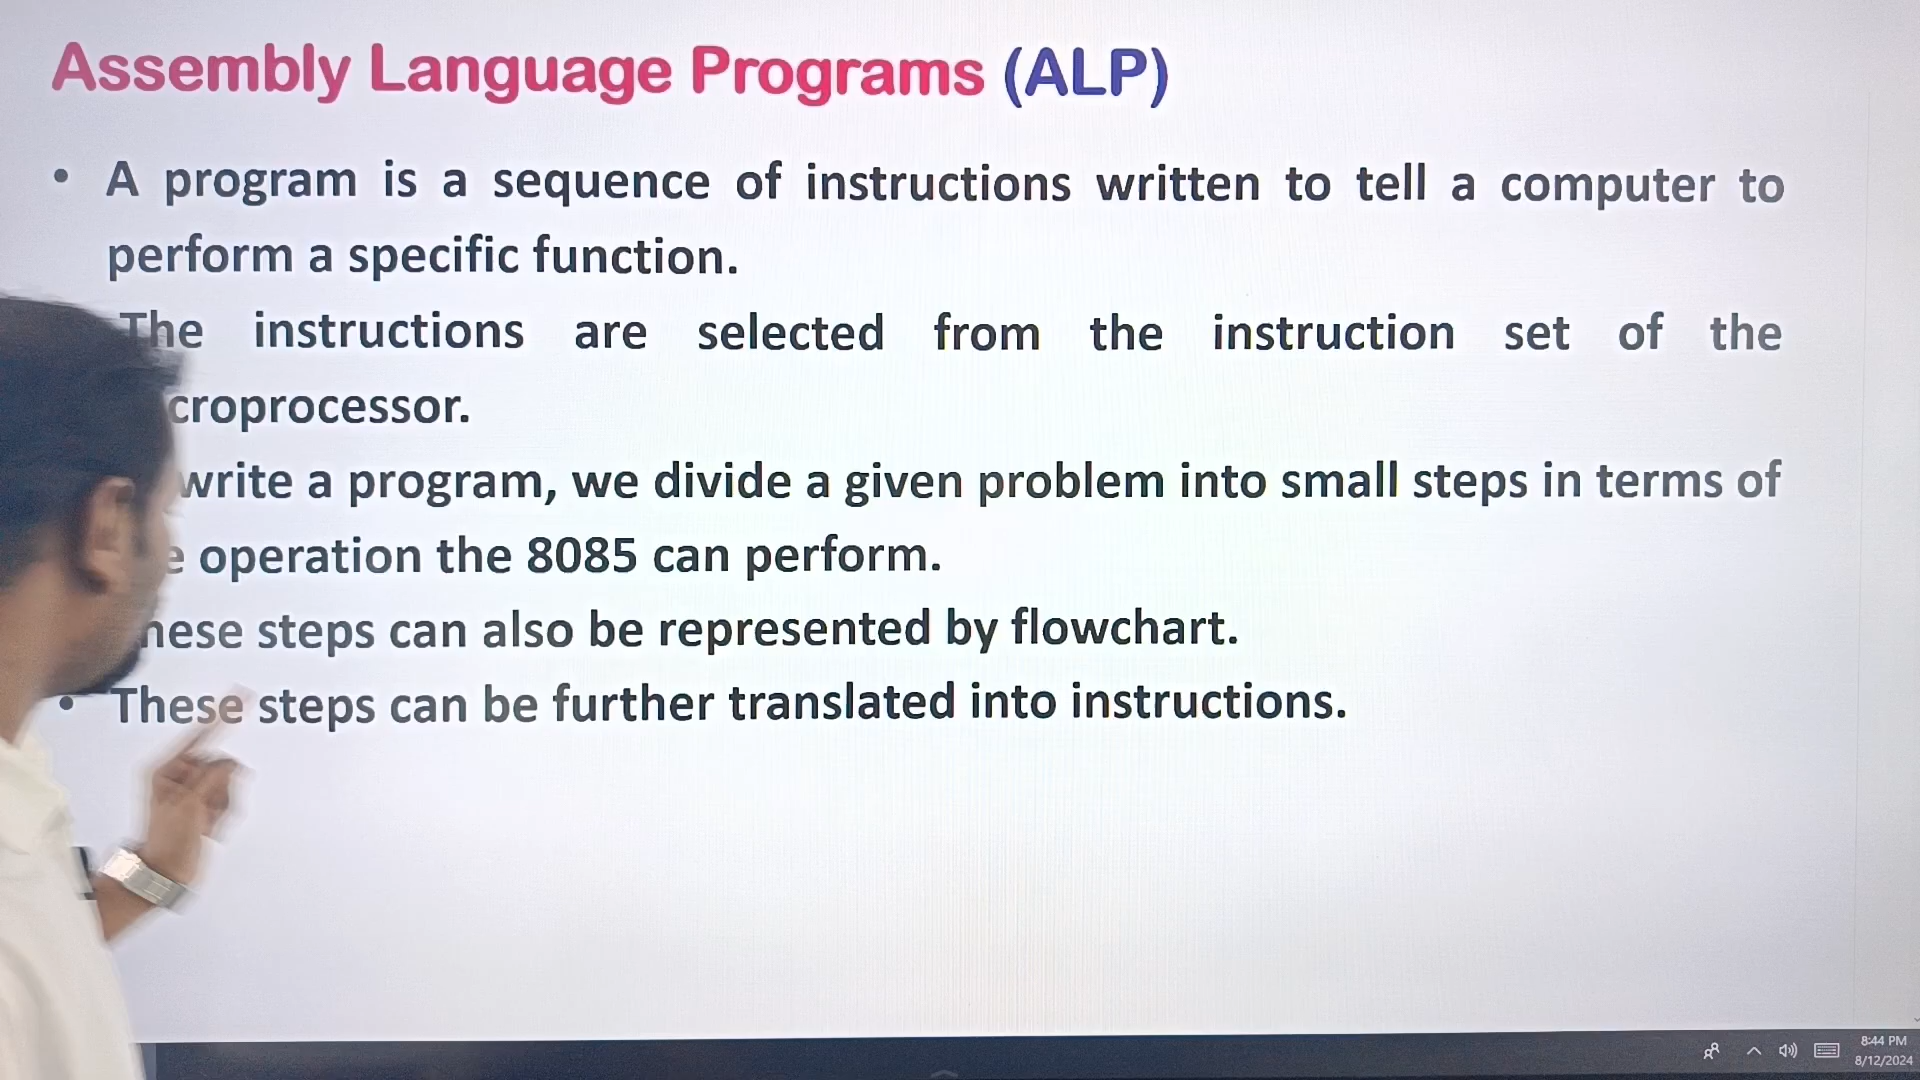 Assembly Language Programs (ALP)
• A program is a sequence of instructions written to tell a computer to
perform a specific function.
The instructions are selected from the instruction set of the
croprocessor.
write a program, we divide a given problem into small steps in terms of
e operation the 8085 can perform.
hese steps can also be represented by flowchart.
• These steps can be further translated into instructions.
8:44 PM
8/12/2024